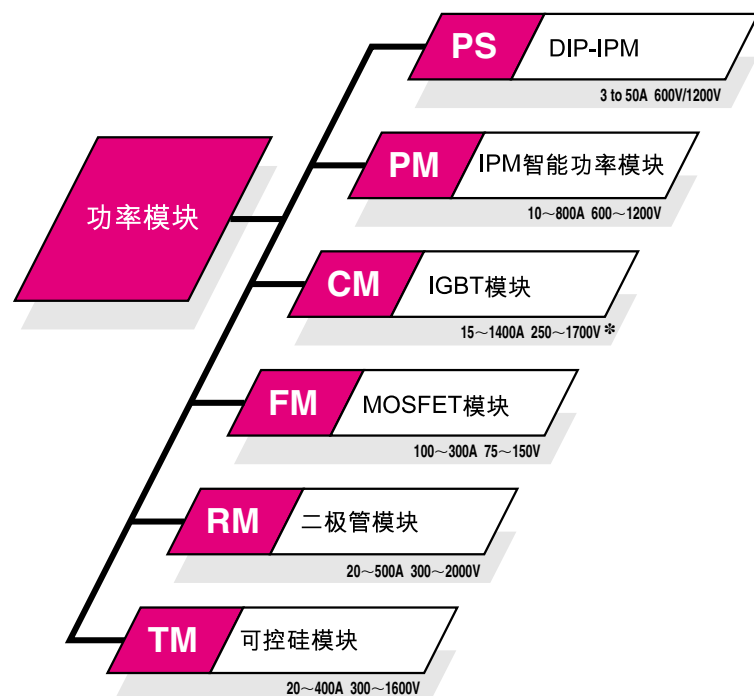 PS DIP-IPM
3 to 50A 600V/1200V
PM IPM智能功率模块
10～800A 600～1200V
功率模块
CM IGBT模块
15～1400A 250～1700V*
FM MOSFET模块
100～300A 75～150V
RM 二极管模块
20～500A 300～2000V
TM 可控硅模块
20～400A 300～1600V